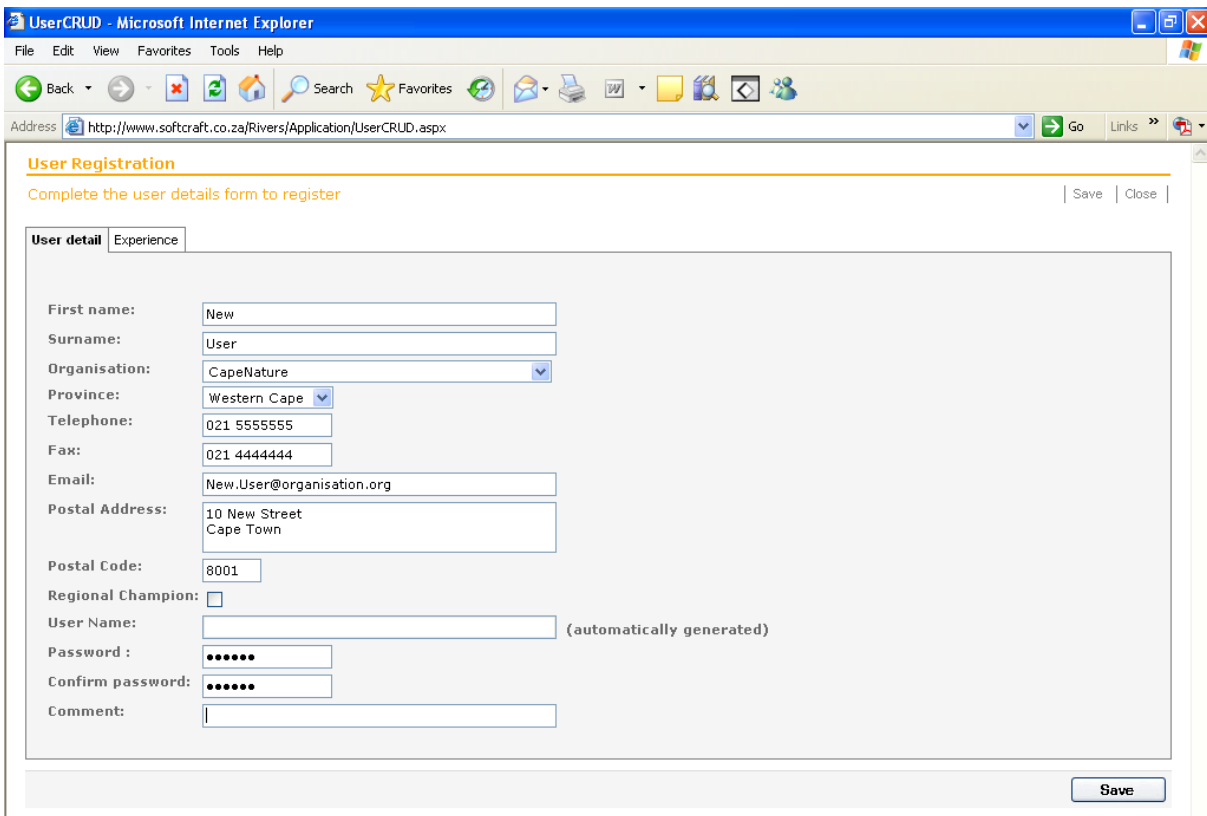 UserCRUD - Microsoft Internet Explorer
File Edit View Favorites Tools Help
Back Search Favorites
Address http://www.softcraft.co.za/Rivers/Application/UserCRUD.aspx Go Links »
User Registration
Complete the user details form to register | Save | Close |
User detail Experience
First name: New
Surname: User
Organisation: CapeNature
Province: Western Cape
Telephone: 021 5555555
Fax: 021 4444444
Email: New.User@organisation.org
Postal Address: 10 New Street
Cape Town
Postal Code: 8001
Regional Champion:
User Name: (automatically generated)
Password : ••••••
Confirm password: ••••••
Comment:
Save